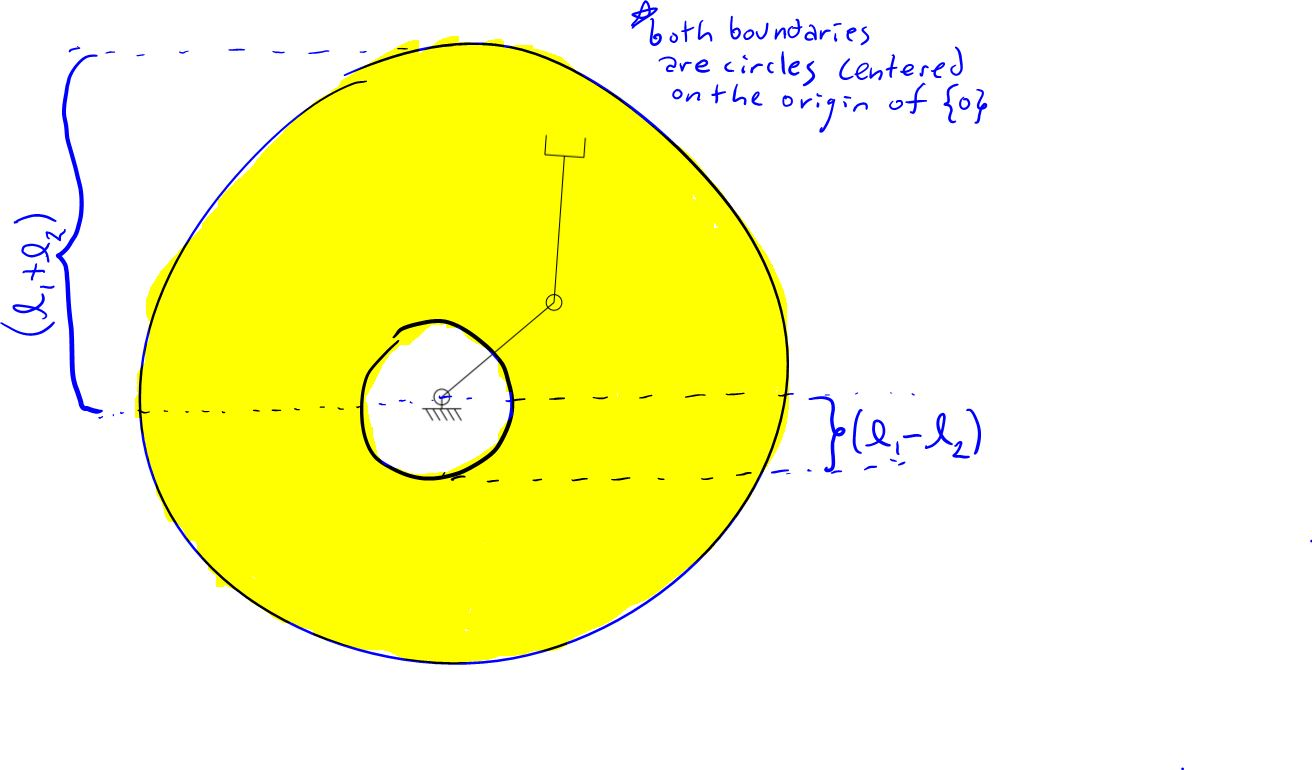 ☆both boundaries
are circles centered
on the origin of {0}
(l₁+l₂)
(l₁-l₂)